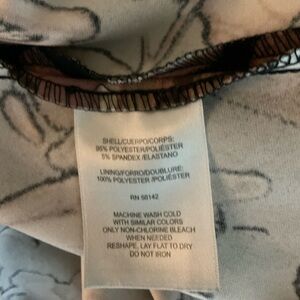 SHELL/CUERPO/CORPS:
95% POLYESTER/POLIÉSTER
5% SPANDEX /ELASTANO
LINING/FORRO/DOUBLURE:
100% POLYESTER /POLIÉSTER
RN 58142
MACHINE WASH COLD
WITH SIMILAR COLORS
ONLY NON-CHLORINE BLEACH
WHEN NEEDED
RESHAPE, LAY FLAT TO DRY
DO NOT IRON